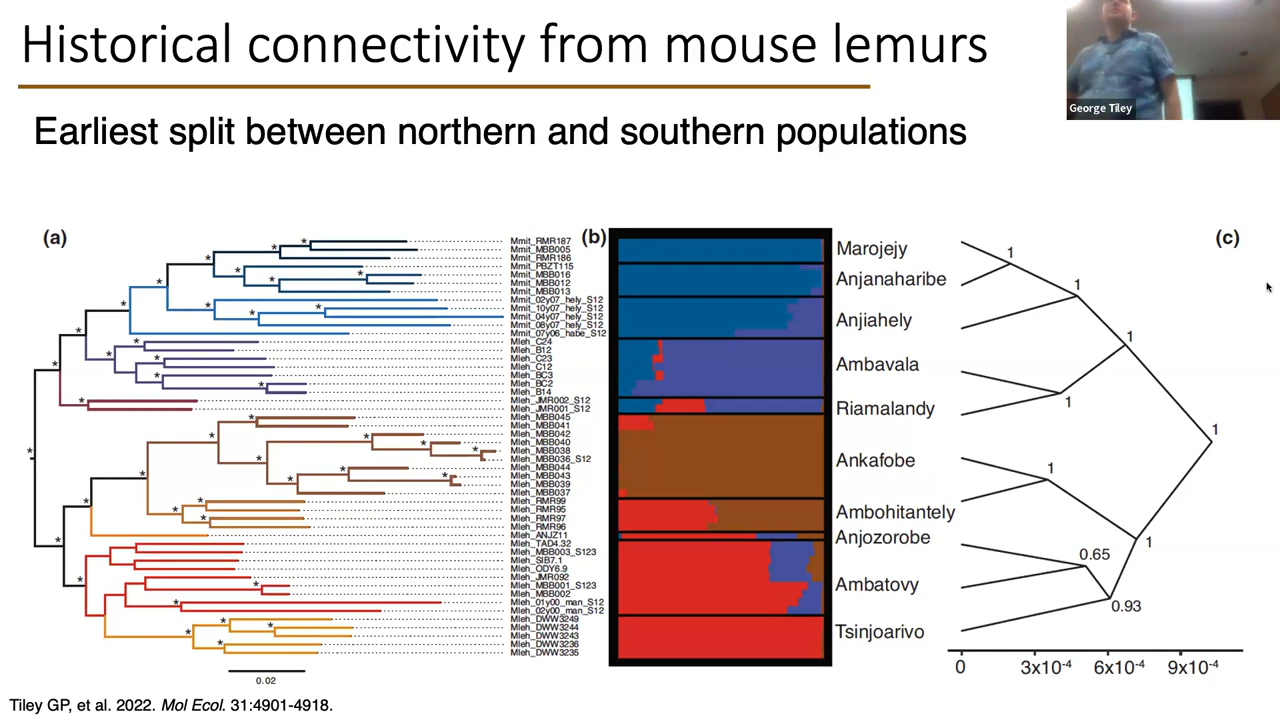 Historical connectivity from mouse lemurs
George Tiley
Earliest split between northern and southern populations
(a)
Mmit_RMR187
Mmit_MBB005
Mmit_RMR186
Mmit_PBZT115
Mmit_MBB016
Mmit_MBB012
Mmit_MBB013
Mmit_02y07_hely_S12
Mmit_10y07_hely_S12
Mmit_04y07_hely_S12
Mmit_08y07_hely_S12
Mmit_07y06_habe_S12
Mleh_C24
Mleh_B12
Mleh_C23
Mleh_C12
Mleh_BC3
Mleh_BC2
Mleh_B14
Mleh_JMR002_S12
Mleh_JMR001_S12
Mleh_MBB045
Mleh_MBB041
Mleh_MBB042
Mleh_MBB040
Mleh_MBB038
Mleh_MBB036_S12
Mleh_MBB044
Mleh_MBB043
Mleh_MBB039
Mleh_MBB037
Mleh_RMR99
Mleh_RMR95
Mleh_RMR97
Mleh_RMR96
Mleh_ANJZ11
Mleh_TAD4.32
Mleh_MBB003_S123
Mleh_SIB7.1
Mleh_ODY6.9
Mleh_JMR092
Mleh_MBB001_S123
Mleh_MBB002
Mleh_01y00_man_S12
Mleh_02y00_man_S12
Mleh_DWW3249
Mleh_DWW3244
Mleh_DWW3243
Mleh_DWW3236
Mleh_DWW3235
0.02
(b)
Marojejy
Anjanaharibe
Anjiahely
Ambavala
Riamalandy
Ankafobe
Ambohitantely
Anjozorobe
Ambatovy
Tsinjoarivo
(c)
1
1
1
1
1
1
1
0.65
0.93
0 3x10⁻⁴ 6x10⁻⁴ 9x10⁻⁴
Tiley GP, et al. 2022. Mol Ecol. 31:4901-4918.